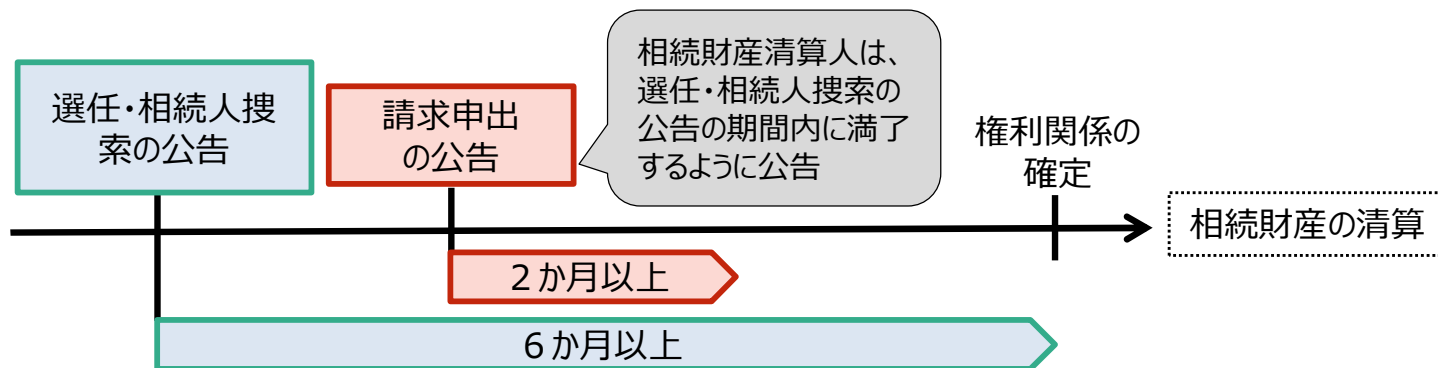 選任・相続人捜
索の公告
請求申出
の公告
相続財産清算人は、
選任・相続人捜索の
公告の期間内に満了
するように公告
権利関係の
確定
相続財産の清算
２か月以上
６か月以上